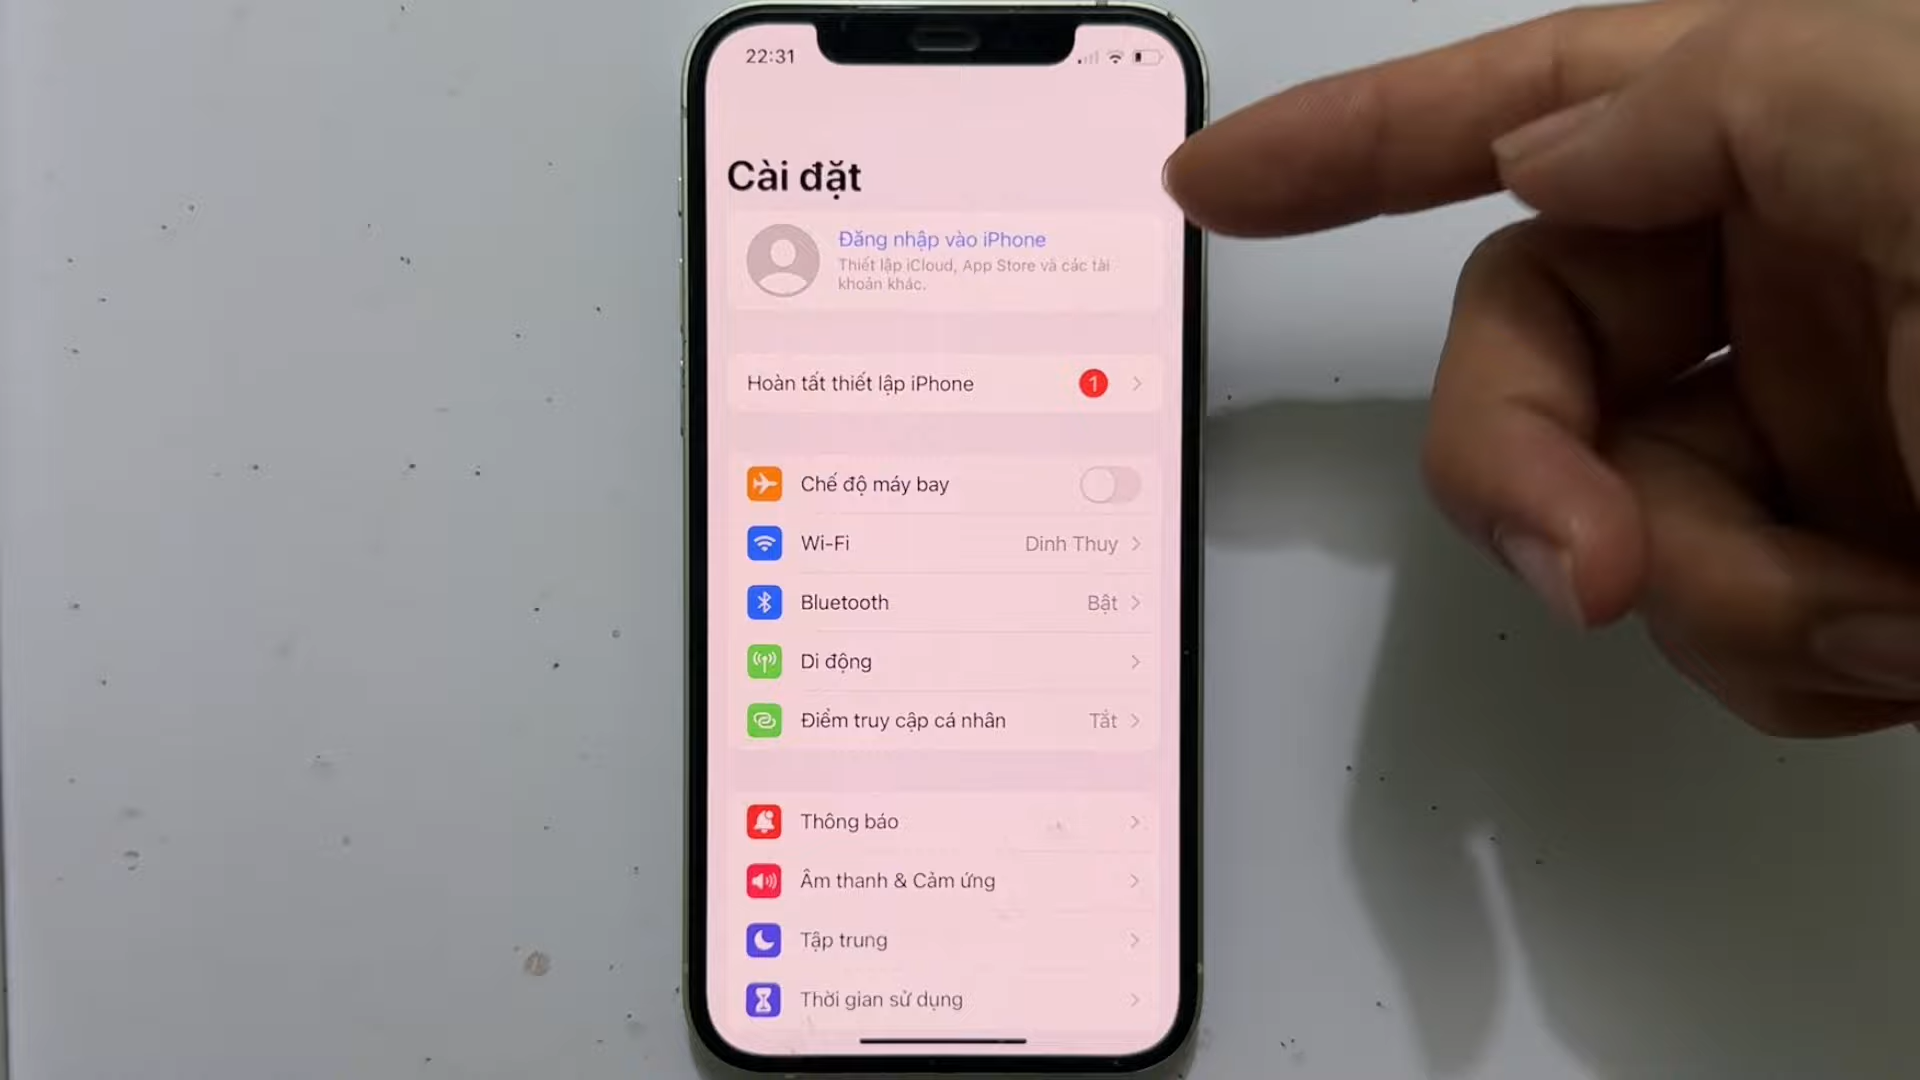 22:31
Cài đặt
Đăng nhập vào iPhone
Thiết lập iCloud, App Store và các tài
khoản khác.
Hoàn tất thiết lập iPhone 1
Chế độ máy bay
Wi-Fi Dinh Thuy
Bluetooth Bật
Di động
Điểm truy cập cá nhân Tắt
Thông báo
Âm thanh & Cảm ứng
Tập trung
Thời gian sử dụng